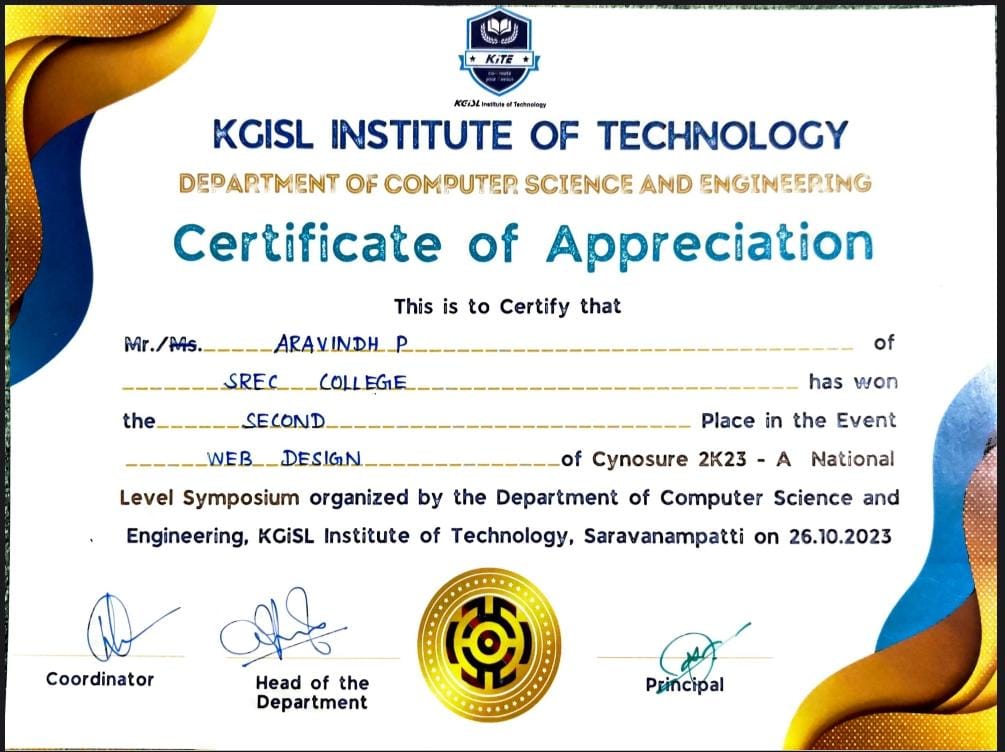 KiTE
KGiSL Institute of Technology
KGISL INSTITUTE OF TECHNOLOGY
DEPARTMENT OF COMPUTER SCIENCE AND ENGINEERING
Certificate of Appreciation
This is to Certify that
Mr./Ms. ARAVINDH P of
SREC COLLEGE has won
the SECOND Place in the Event
WEB DESIGN of Cynosure 2K23 - A National
Level Symposium organized by the Department of Computer Science and
Engineering, KGiSL Institute of Technology, Saravanampatti on 26.10.2023
Coordinator
Head of the
Department
Principal